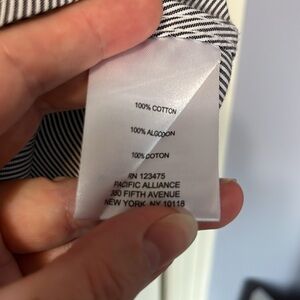 100% COTTON
100% ALGODON
100% COTON
RN 123475
PACIFIC ALLIANCE
350 FIFTH AVENUE
NEW YORK, NY 10118